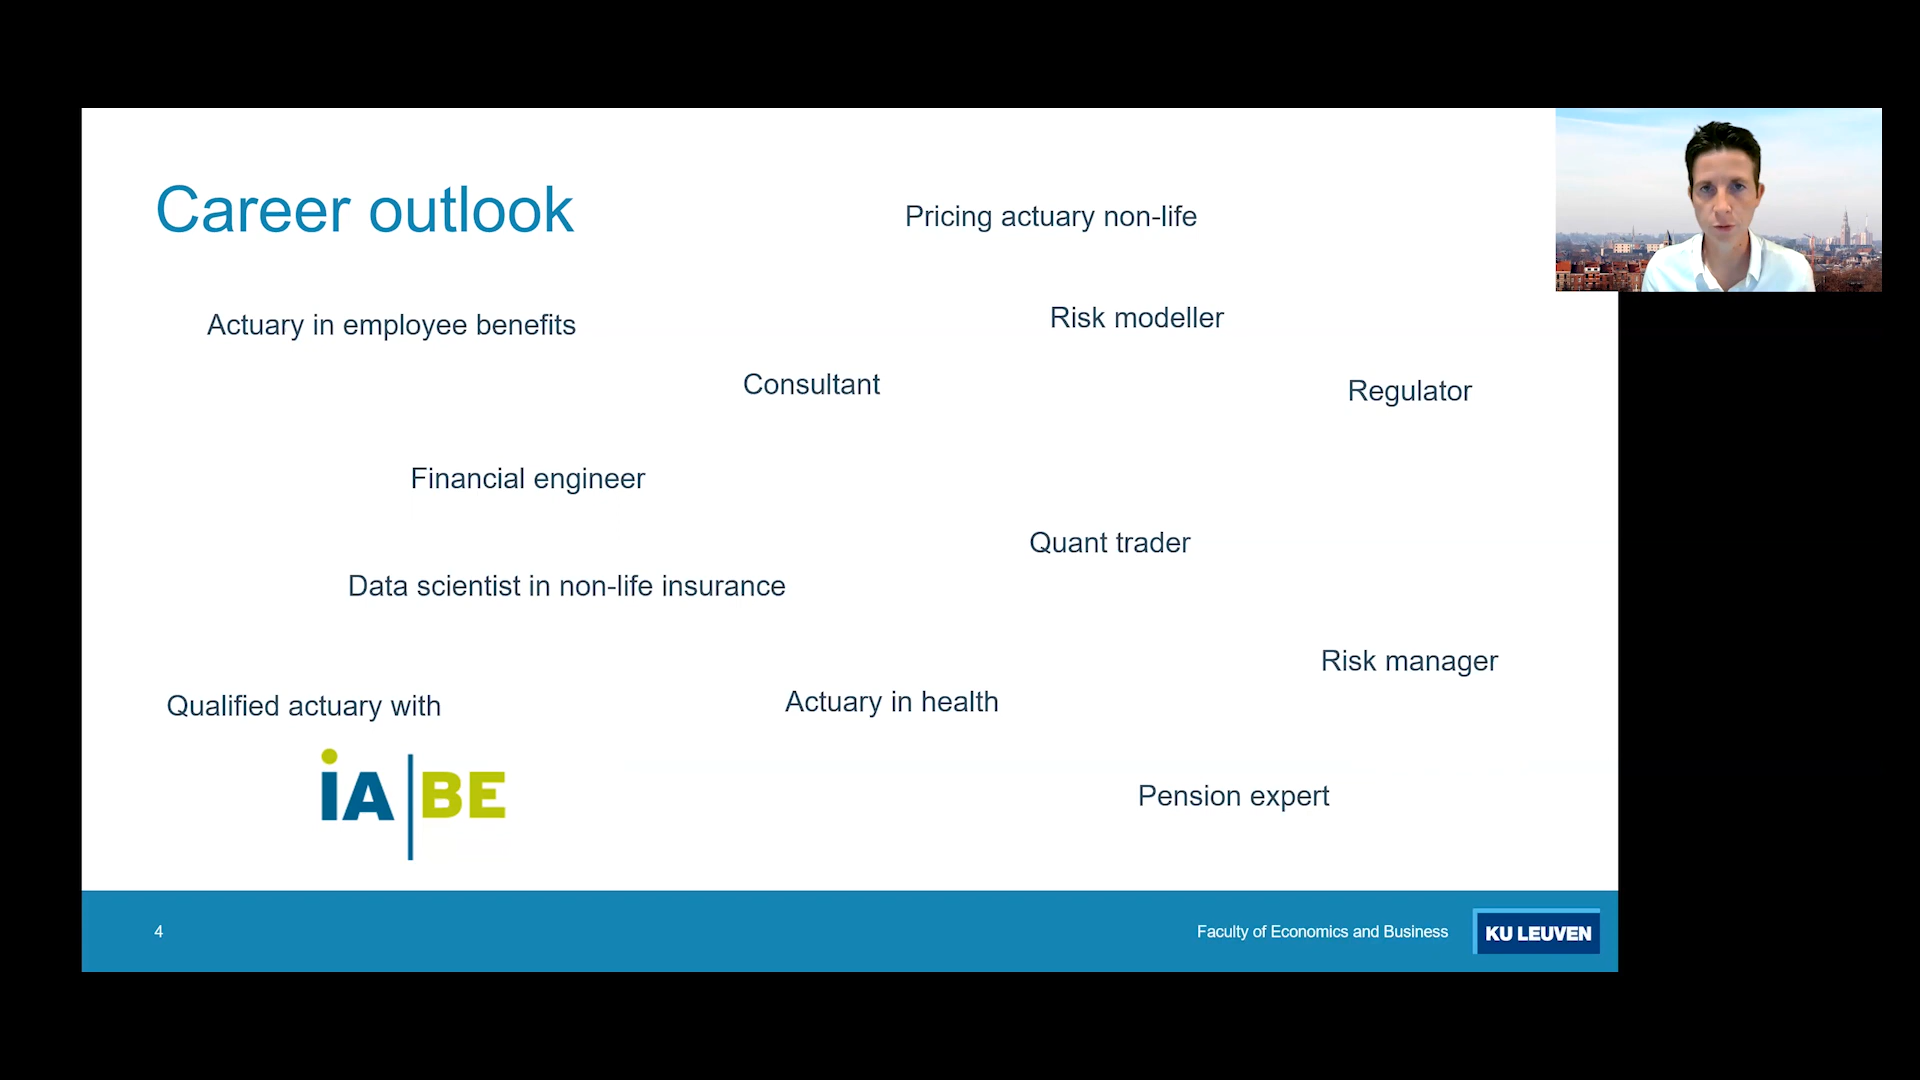 Career outlook
Pricing actuary non-life
Actuary in employee benefits
Risk modeller
Consultant
Regulator
Financial engineer
Quant trader
Data scientist in non-life insurance
Risk manager
Qualified actuary with
Actuary in health
iA|BE
Pension expert
4
Faculty of Economics and Business
KU LEUVEN